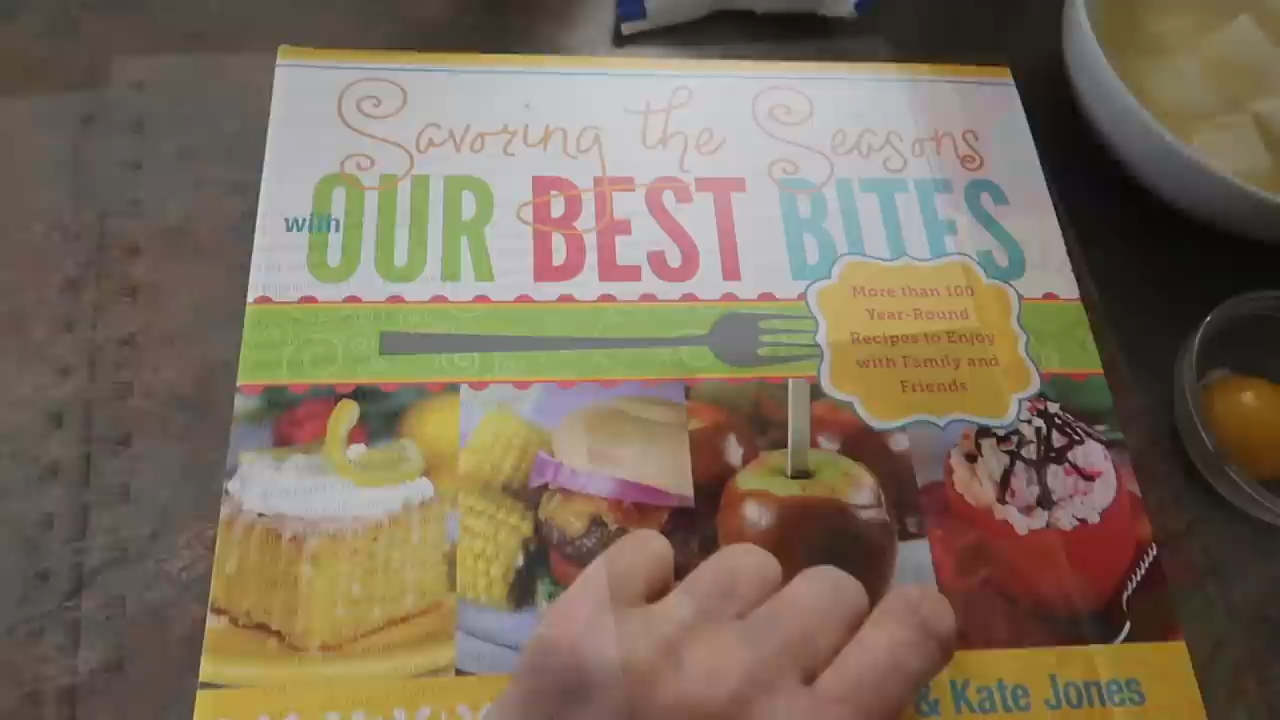 Savoring the Seasons
with OUR BEST BITES
More than 100
Year-Round
Recipes to Enjoy
with Family and
Friends
& Kate Jones